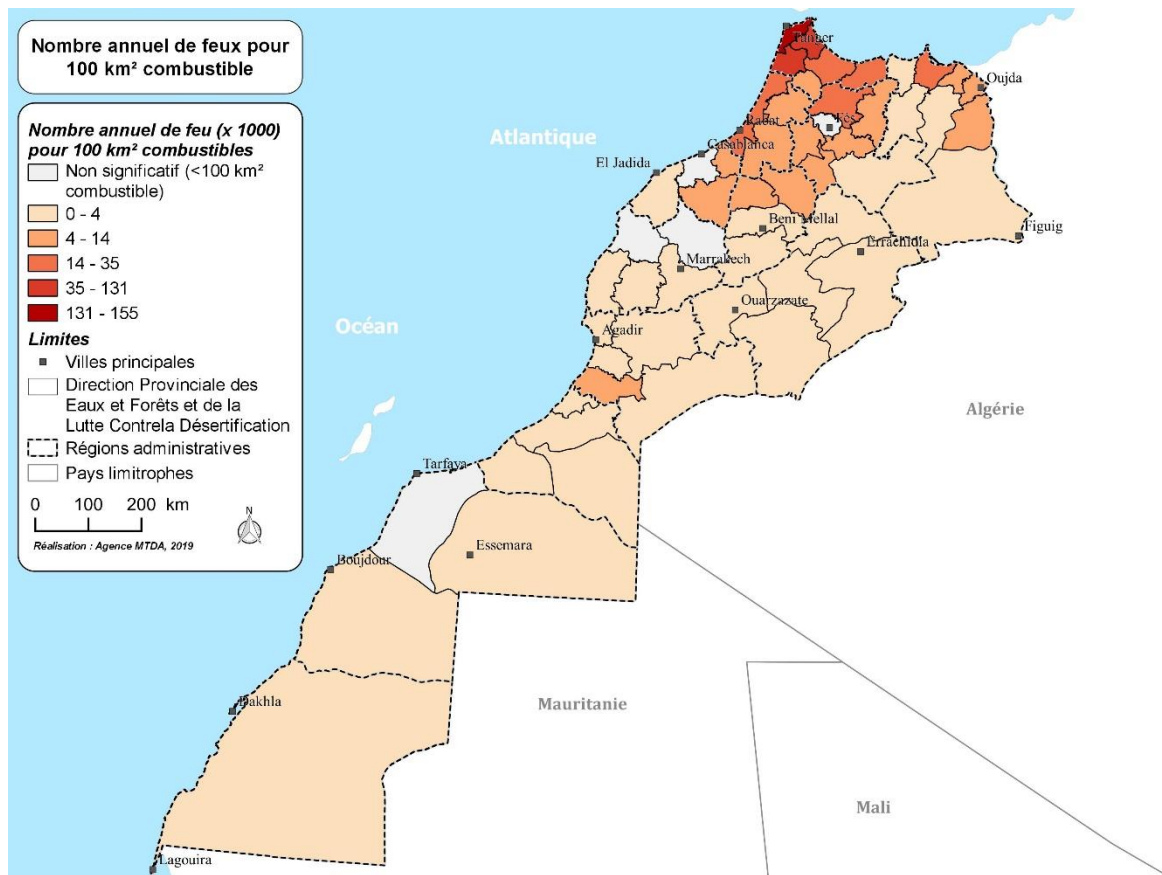 Nombre annuel de feux pour
100 km² combustible
Nombre annuel de feu (x 1000)
pour 100 km² combustibles
Non significatif (<100 km²
combustible)
0 - 4
4 - 14
14 - 35
35 - 131
131 - 155
Limites
Villes principales
Direction Provinciale des
Eaux et Forêts et de la
Lutte Contrela Désertification
Régions administratives
Pays limitrophes
0 100 200 km
N
Réalisation : Agence MTDA, 2019
Tanger
Oujda
Atlantique
Rabat
Fès
Casablanca
El Jadida
Beni Mellal
Figuig
Errachidia
Marrakech
Ouarzazate
Océan
Agadir
Algérie
Tarfaya
Essemara
Boujdour
Dakhla
Mauritanie
Mali
Lagouira